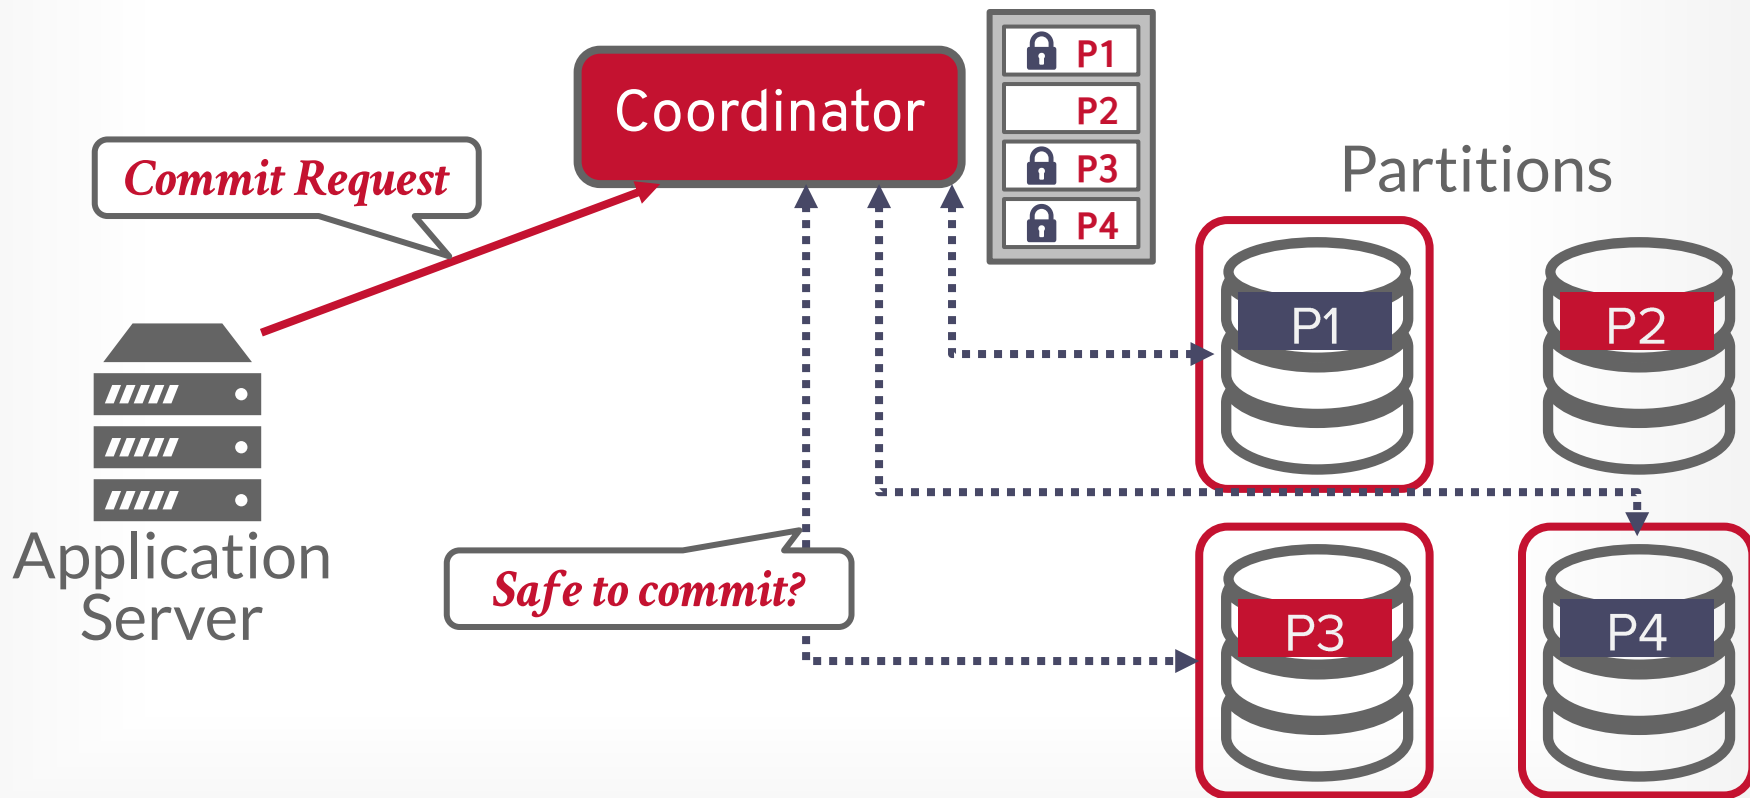 Coordinator
P1
P2
P3
P4
Commit Request
Partitions
P1
P2
Application
Server
Safe to commit?
P3
P4